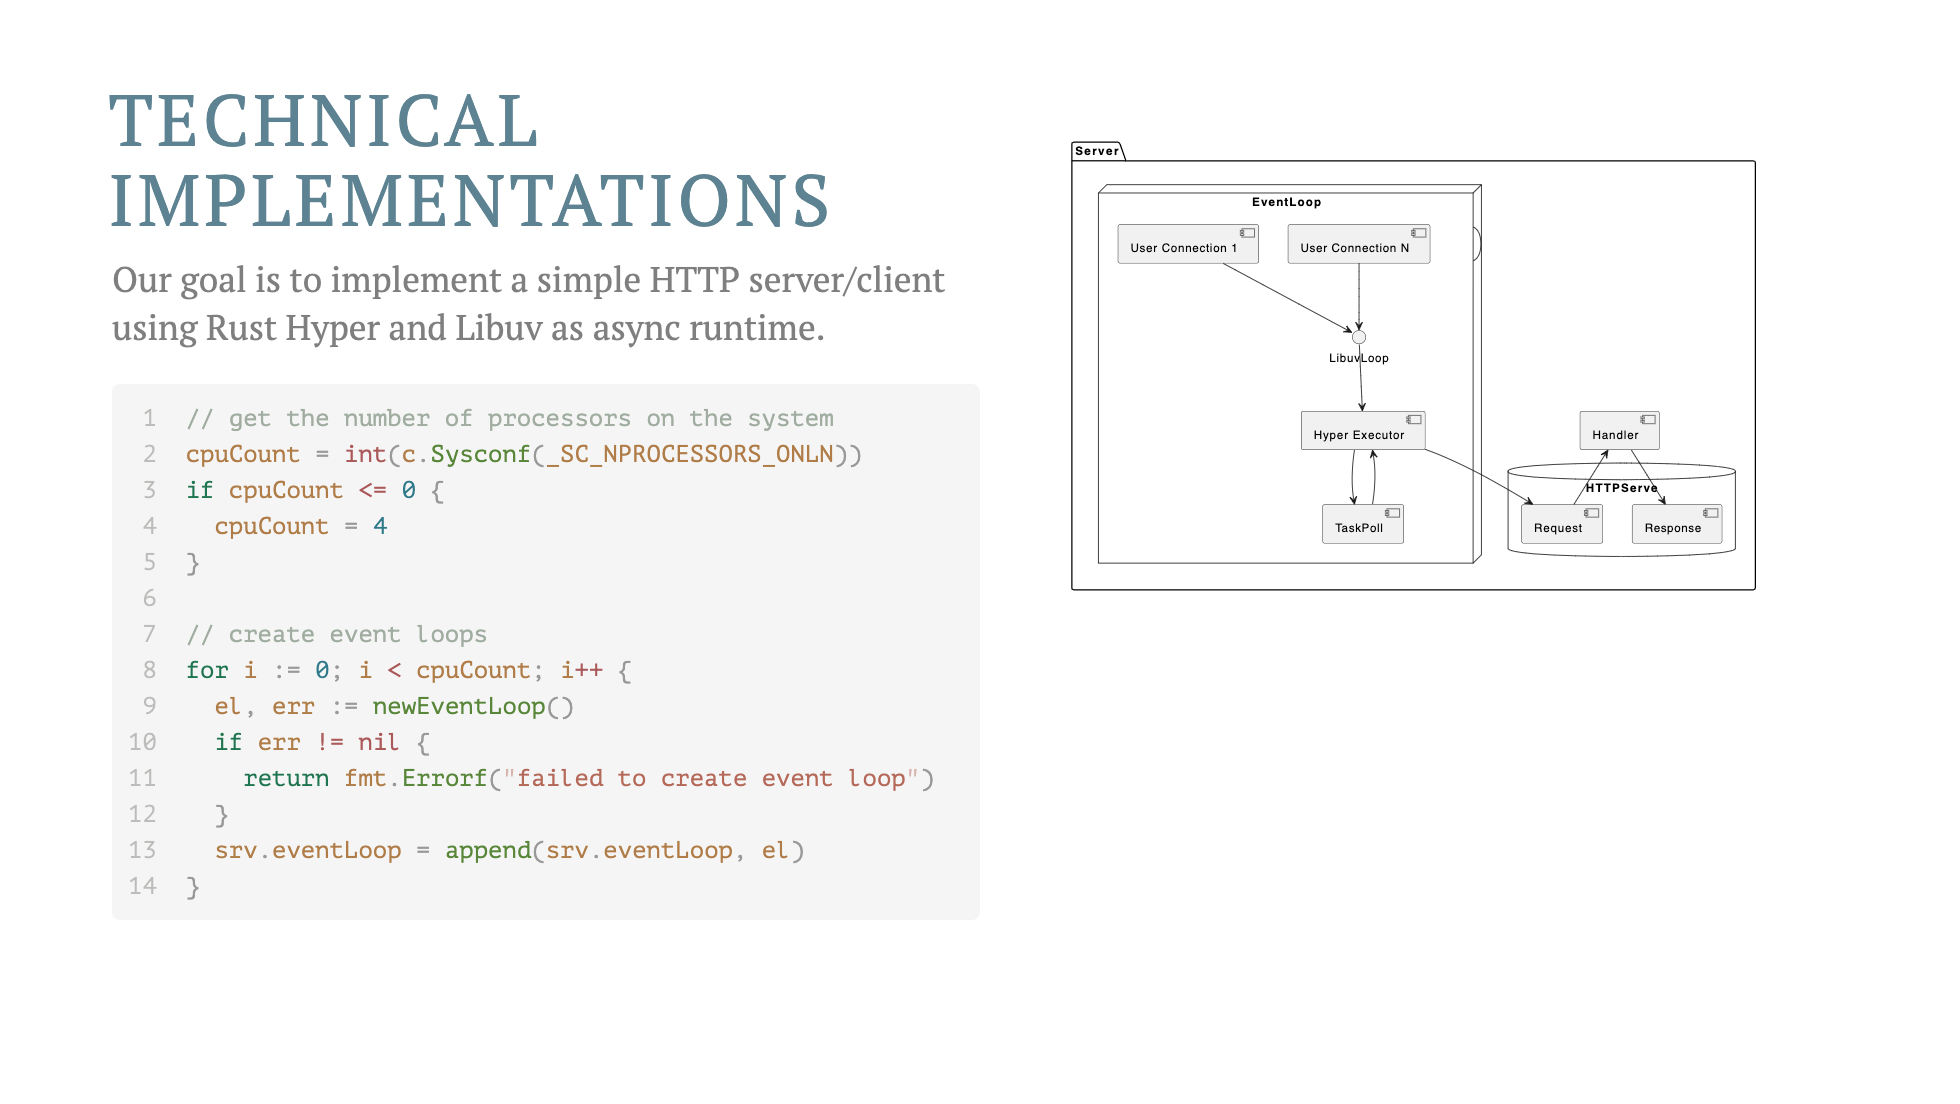 TECHNICAL
IMPLEMENTATIONS
Our goal is to implement a simple HTTP server/client
using Rust Hyper and Libuv as async runtime.
1 // get the number of processors on the system
2 cpuCount = int(c.Sysconf(_SC_NPROCESSORS_ONLN))
3 if cpuCount <= 0 {
4   cpuCount = 4
5 }
6
7 // create event loops
8 for i := 0; i < cpuCount; i++ {
9   el, err := newEventLoop()
10   if err != nil {
11     return fmt.Errorf("failed to create event loop")
12   }
13   srv.eventLoop = append(srv.eventLoop, el)
14 }
Server
EventLoop
User Connection 1
User Connection N
LibuvLoop
Hyper Executor
Handler
HTTPServe
TaskPoll
Request
Response